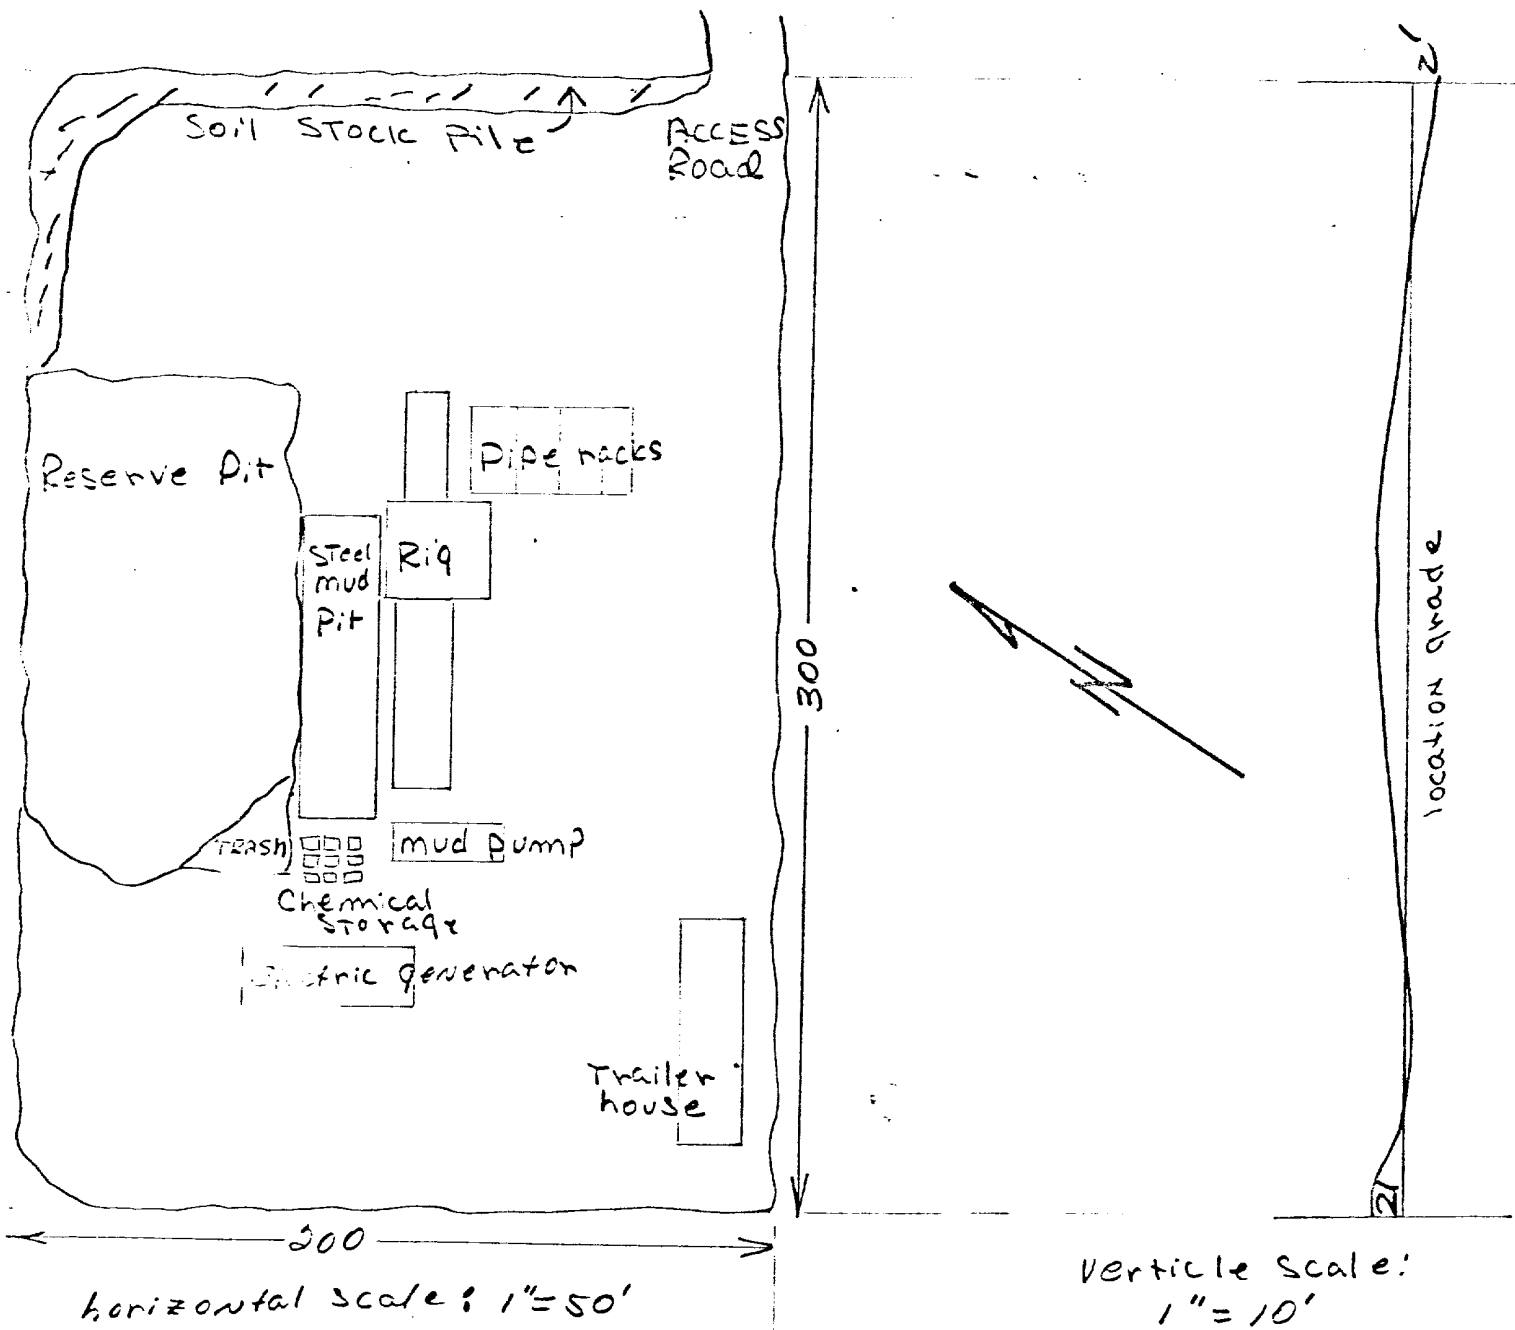 2'
Soil STOCK Pile
ACCESS
Road
Reserve Pit
Pipe racks
STeel
mud
Pit
Rig
300
N
location grade
TRASH
mud pump
Chemical
STorage
Electric generator
Trailer
house
2'
200
horizontal scale: 1"=50'
verticle scale:
1"=10'